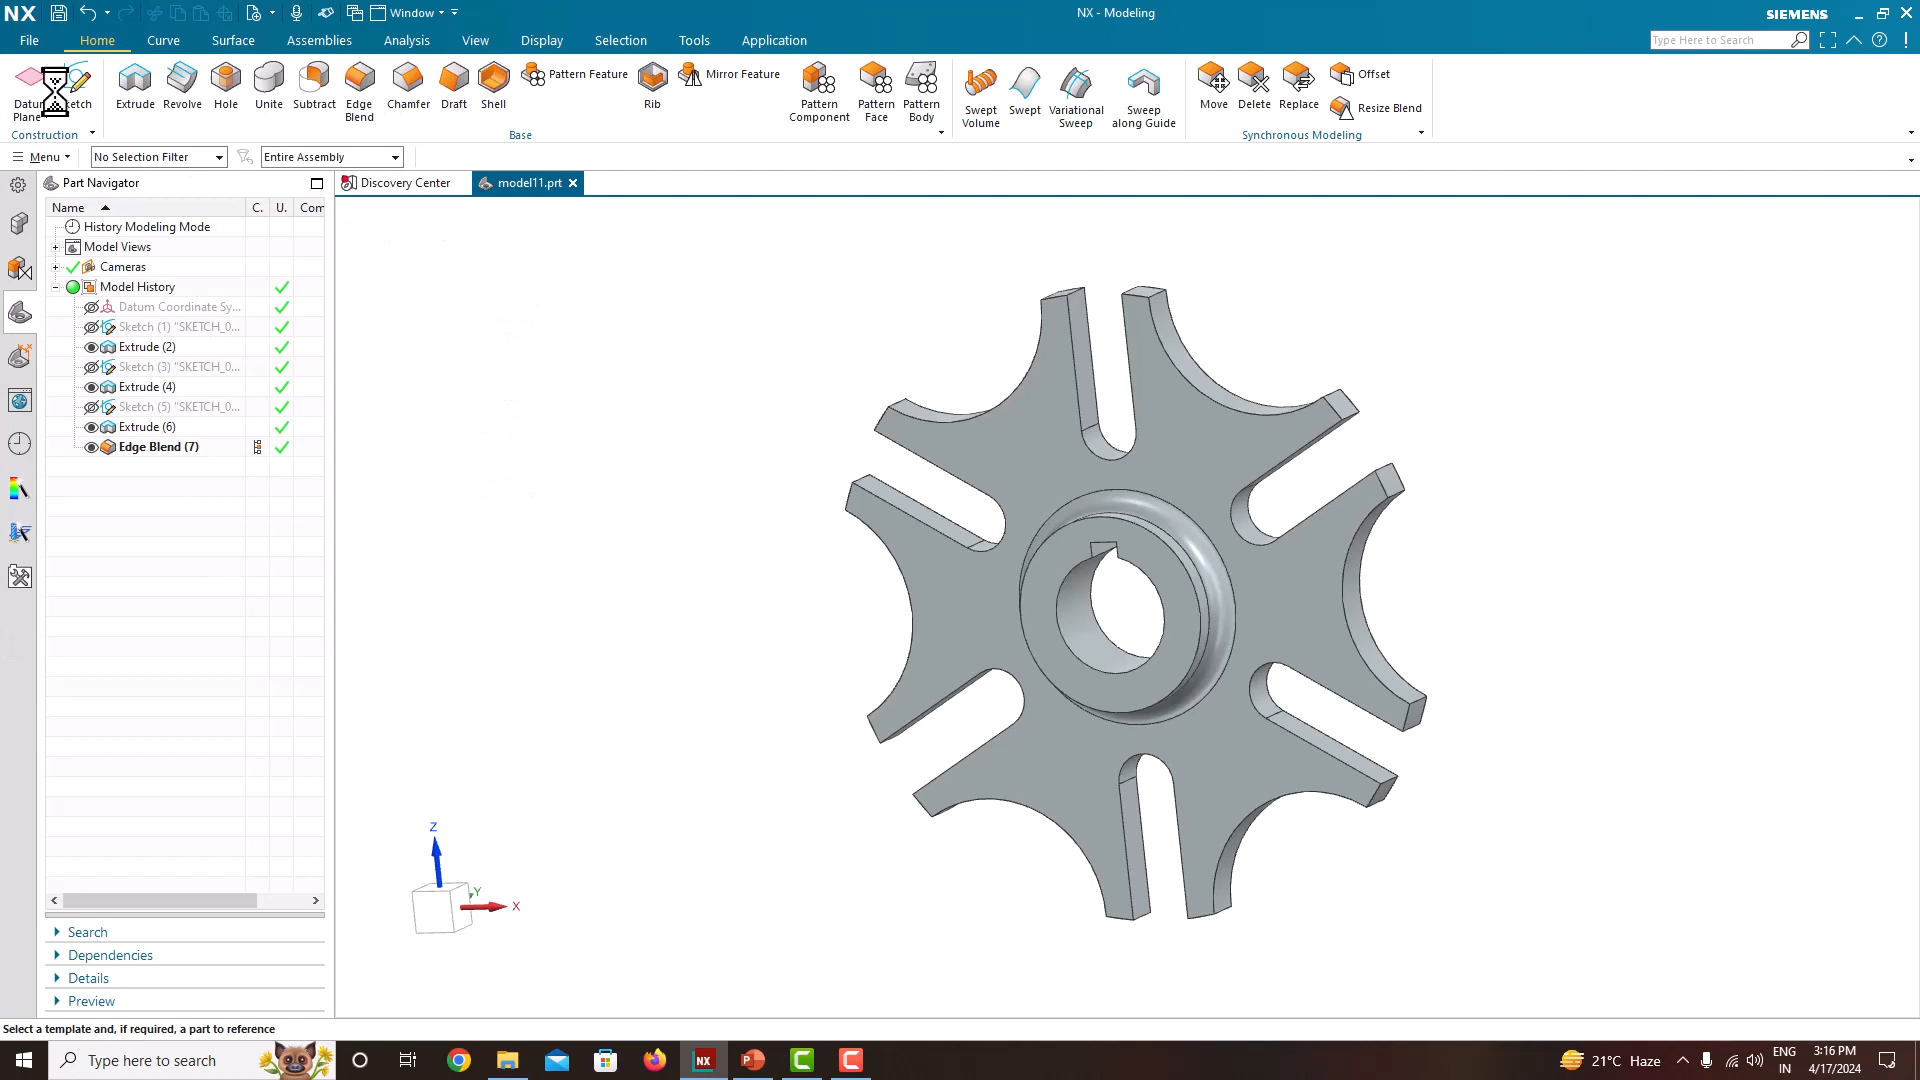 NX
Window
NX - Modeling
SIEMENS
File
Home
Curve
Surface
Assemblies
Analysis
View
Display
Selection
Tools
Application
Type Here to Search
Datum
Plane
Extrude
Revolve
Hole
Unite
Subtract
Edge
Blend
Chamfer
Draft
Shell
Pattern Feature
Rib
Mirror Feature
Pattern
Component
Pattern
Face
Pattern
Body
Swept
Volume
Swept
Variational
Sweep
Sweep
along Guide
Move
Delete
Replace
Offset
Resize Blend
Construction
Base
Synchronous Modeling
Menu
No Selection Filter
Entire Assembly
Part Navigator
Discovery Center
model11.prt
Name
C.
U.
Com
History Modeling Mode
Model Views
Cameras
Model History
Datum Coordinate Sy...
Sketch (1) "SKETCH_0...
Extrude (2)
Sketch (3) "SKETCH_0...
Extrude (4)
Sketch (5) "SKETCH_0...
Extrude (6)
Edge Blend (7)
Z
Y
X
Search
Dependencies
Details
Preview
Select a template and, if required, a part to reference
Type here to search
NX
21°C Haze
ENG
IN
3:16 PM
4/17/2024